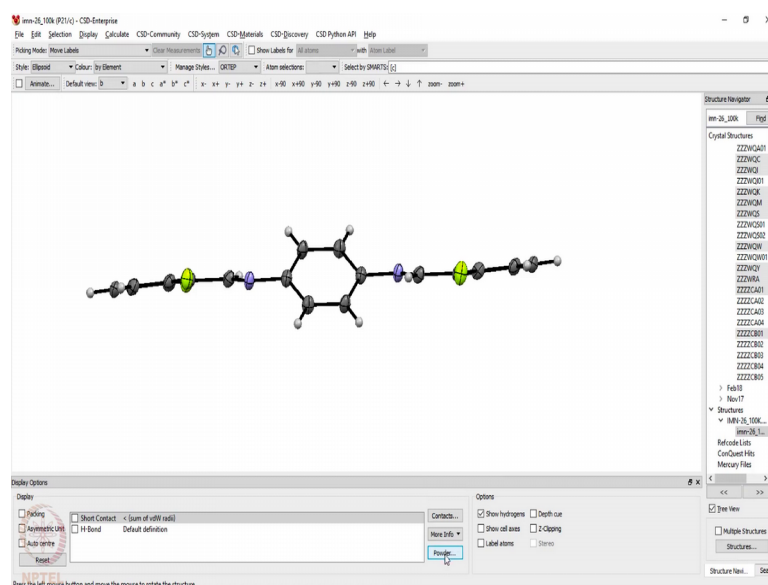 imn-26_100k (P21/c) - CSD-Enterprise
File Edit Selection Display Calculate CSD-Community CSD-System CSD-Materials CSD-Discovery CSD Python API Help
Picking Mode: Move Labels Clear Measurements Show Labels for All atoms with Atom Label
Style: Ellipsoid Colour: by Element Manage Styles... ORTEP Atom selections: Select by SMARTS: [c]
Animate... Default view: b a b c a* b* c* x- x+ y- y+ z- z+ x-90 x+90 y-90 y+90 z-90 z+90 ← → ↓ ↑ zoom- zoom+
Structure Navigator
imn-26_100k Find
Crystal Structures
ZZZWQA01
ZZZWQC
ZZZWQI
ZZZWQI01
ZZZWQK
ZZZWQM
ZZZWQS
ZZZWQS01
ZZZWQS02
ZZZWQW
ZZZWQW01
ZZZWQY
ZZZWRA
ZZZZCA01
ZZZZCA02
ZZZZCA03
ZZZZCA04
ZZZZCB01
ZZZZCB02
ZZZZCB03
ZZZZCB04
ZZZZCB05
Feb18
Nov17
Structures
IMN-26_100K....
imn-26_1...
Refcode Lists
ConQuest Hits
Mercury Files
<< >>
Tree View
Multiple Structures
Structures...
Structure Navi...
Display Options
Display
Packing
Asymmetric Unit
Auto centre
Reset
Short Contact < (sum of vdW radii)
H-Bond Default definition
Contacts...
More Info
Powder...
Options
Show hydrogens Depth cue
Show cell axes Z-Clipping
Label atoms Stereo
NPTEL
Press the left mouse button and move the mouse to rotate the structure